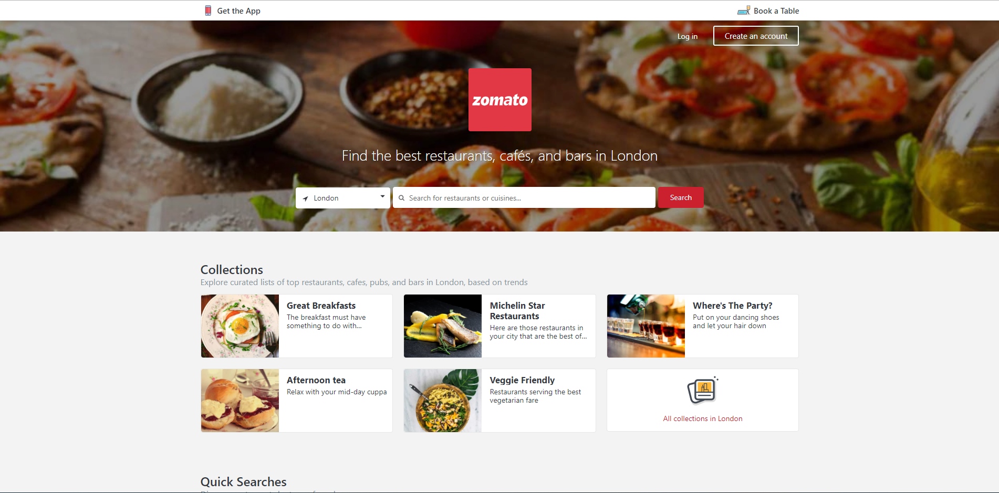 Get the App
Book a Table
Log in
Create an account
zomato
Find the best restaurants, cafés, and bars in London
London
Search for restaurants or cuisines...
Search
Collections
Explore curated lists of top restaurants, cafes, pubs, and bars in London, based on trends
Great Breakfasts
The breakfast must have
something to do with...
Michelin Star
Restaurants
Here are those restaurants in
your city that are the best of...
Where's The Party?
Put on your dancing shoes
and let your hair down
Afternoon tea
Relax with your mid-day cuppa
Veggie Friendly
Restaurants serving the best
vegetarian fare
All collections in London
Quick Searches